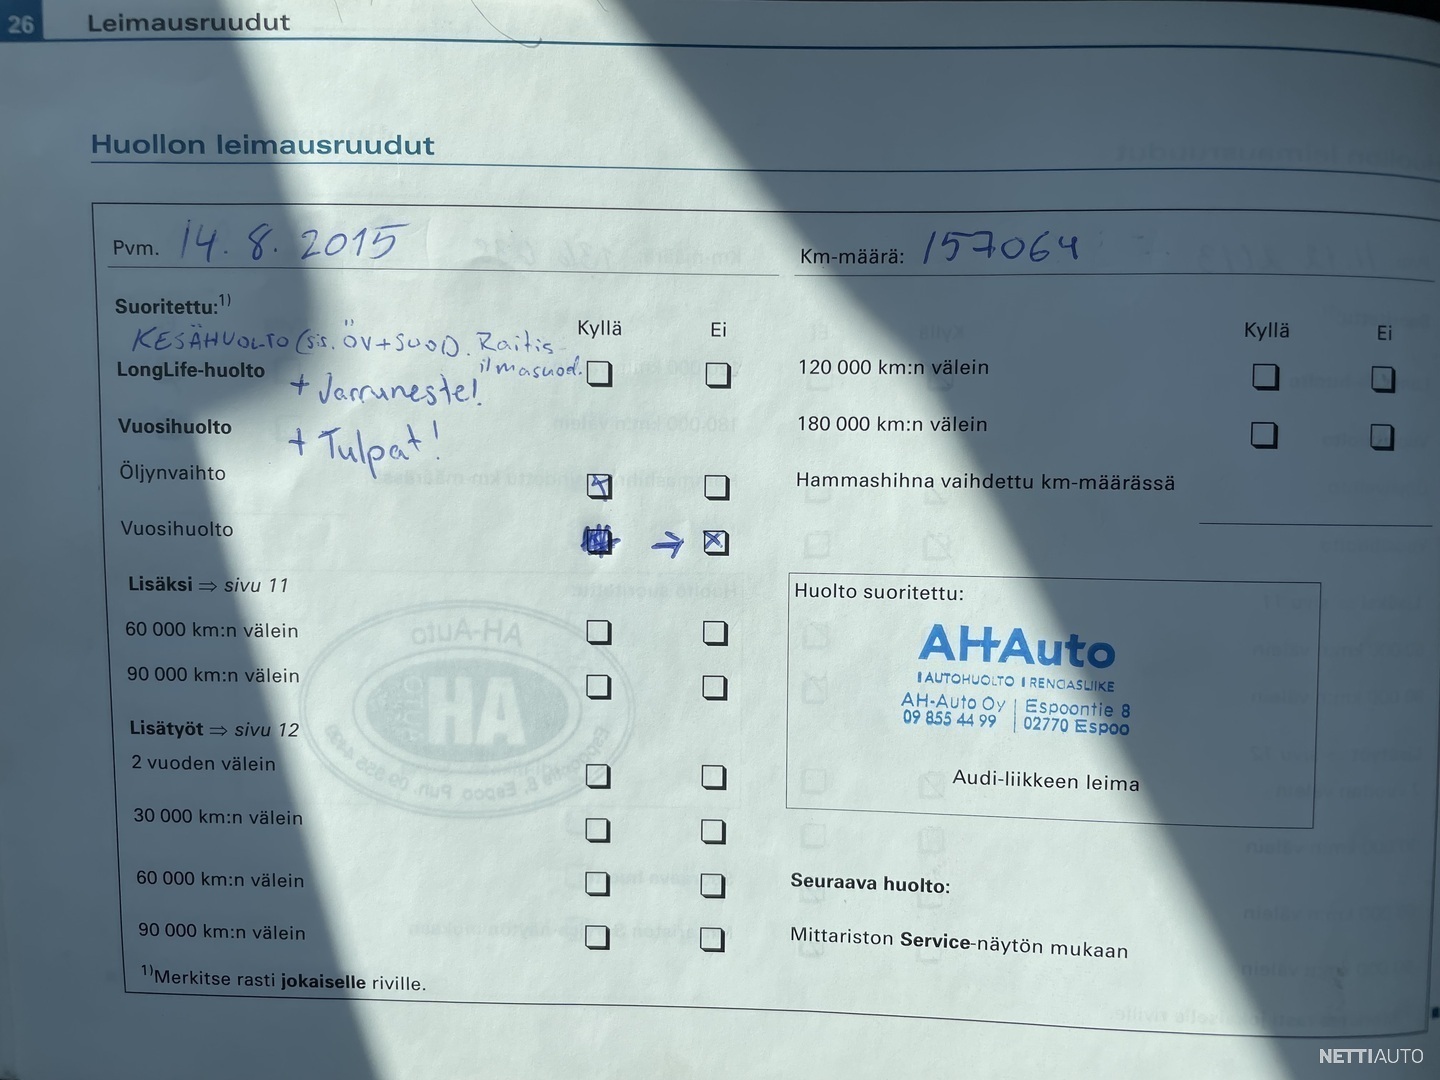 26 Leimausruudut
Huollon leimausruudut
Pvm. 14.8.2015
Km-määrä: 157064
Suoritettu:1)
KESÄHUOLTO (sis. ÖV+SUOD. Raitis
ilmasuod.
Kyllä Ei
LongLife-huolto
+ Jarruneste!
Vuosihuolto
+ Tulpat!
Öljynvaihto
Vuosihuolto
→
Lisäksi ⇒ sivu 11
60 000 km:n välein
90 000 km:n välein
Lisätyöt ⇒ sivu 12
2 vuoden välein
30 000 km:n välein
60 000 km:n välein
90 000 km:n välein
1)Merkitse rasti jokaiselle riville.
Kyllä Ei
120 000 km:n välein
180 000 km:n välein
Hammashihna vaihdettu km-määrässä
Huolto suoritettu:
AH-Auto
AUTOHUOLTO RENGASLIIKE
AH-Auto Oy Espoontie 8
09 855 44 99 02770 Espoo
Audi-liikkeen leima
Seuraava huolto:
Mittariston Service-näytön mukaan
NETTIAUTO